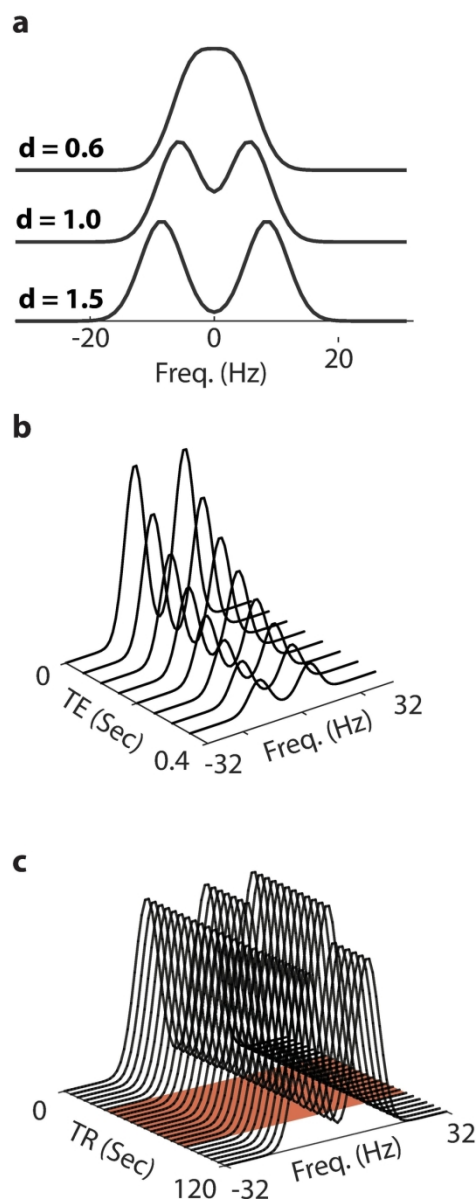 a
d = 0.6
d = 1.0
d = 1.5
-20 0 20
Freq. (Hz)
b
0
TE (Sec)
0.4
-32
Freq. (Hz)
32
c
0
TR (Sec)
120
-32
Freq. (Hz)
32